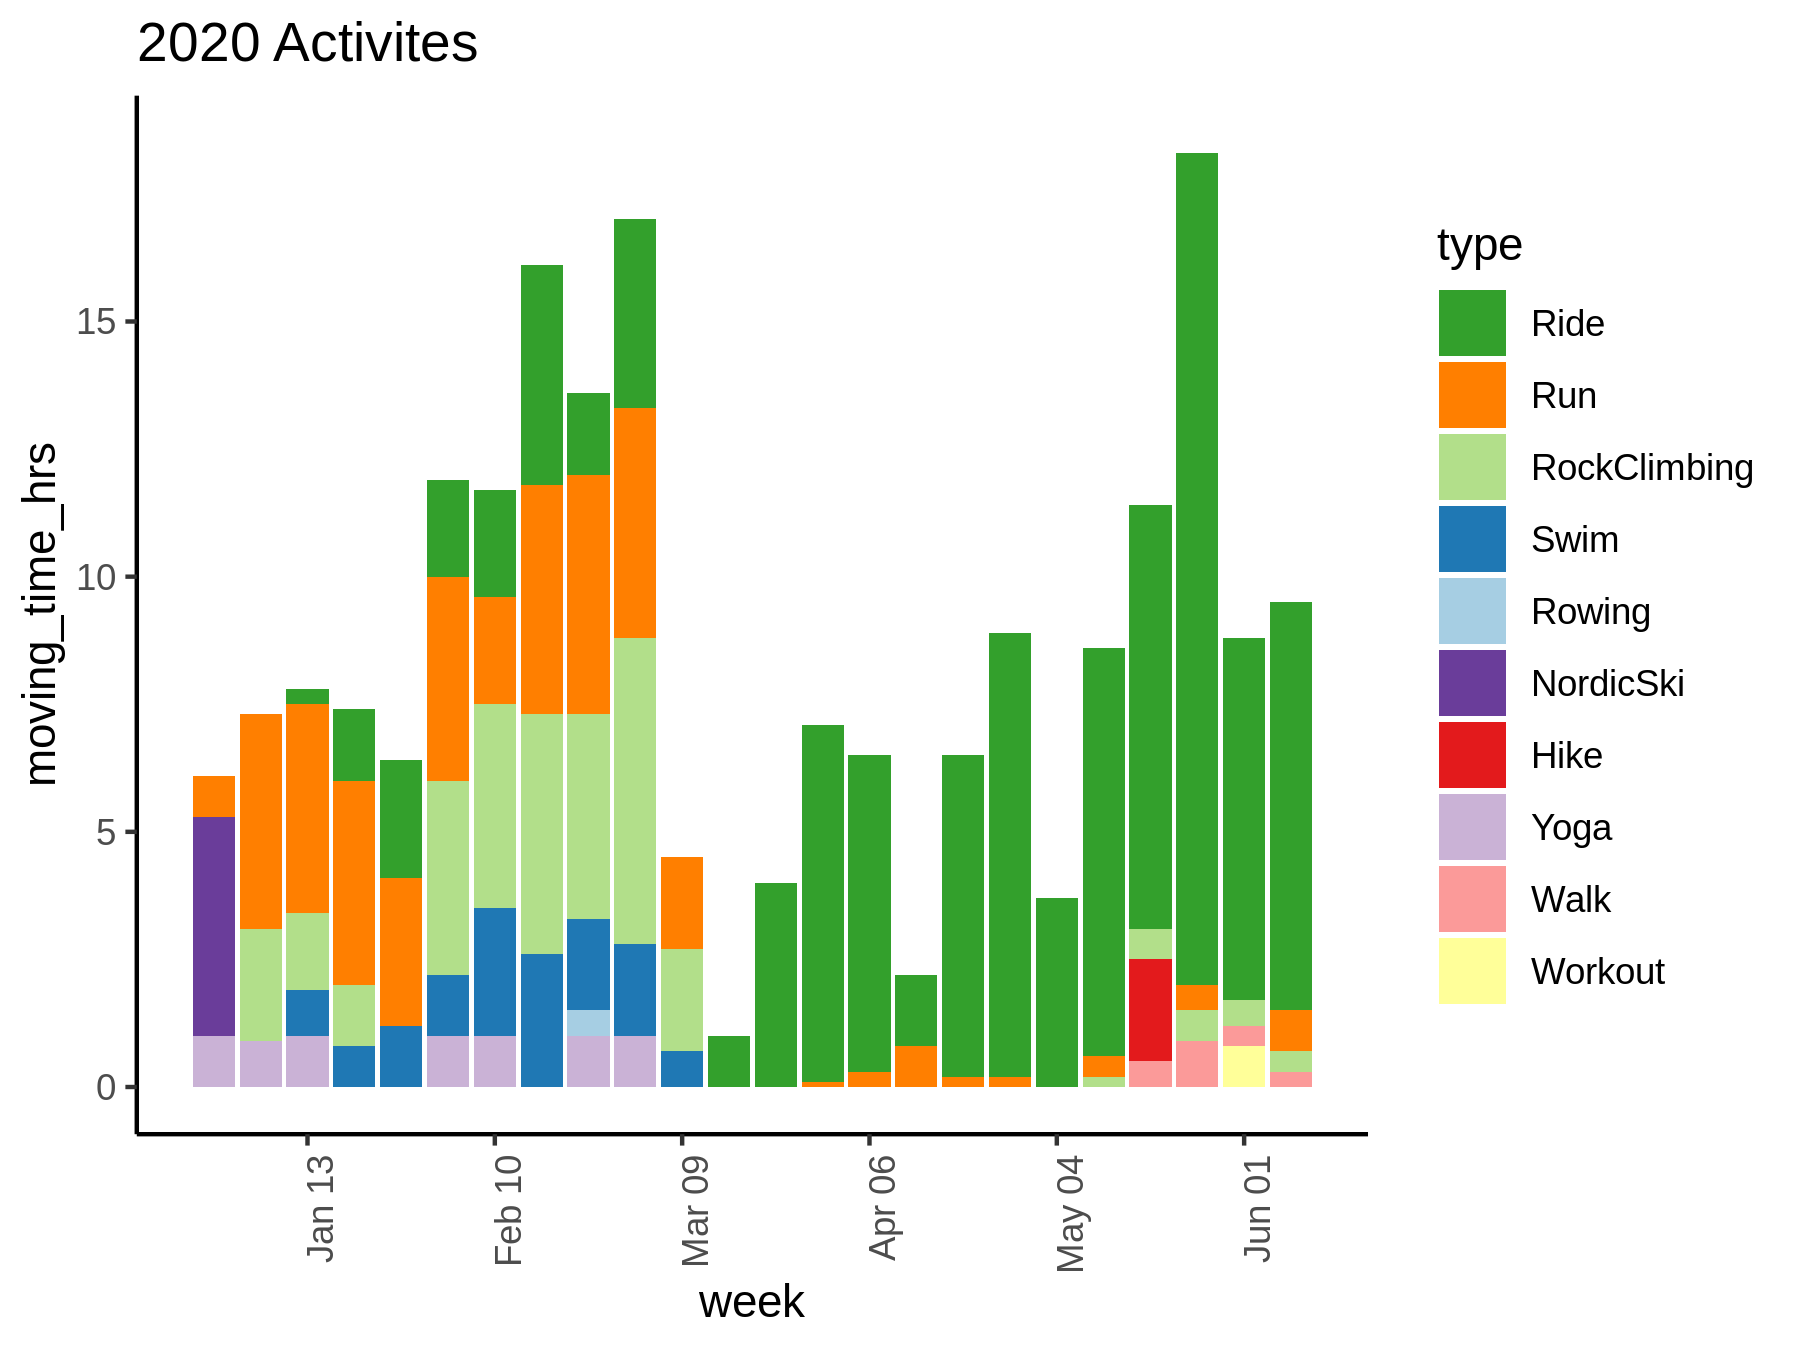 2020 Activites
moving_time_hrs
15
10
5
0
Jan 13
Feb 10
Mar 09
Apr 06
May 04
Jun 01
week
type
Ride
Run
RockClimbing
Swim
Rowing
NordicSki
Hike
Yoga
Walk
Workout